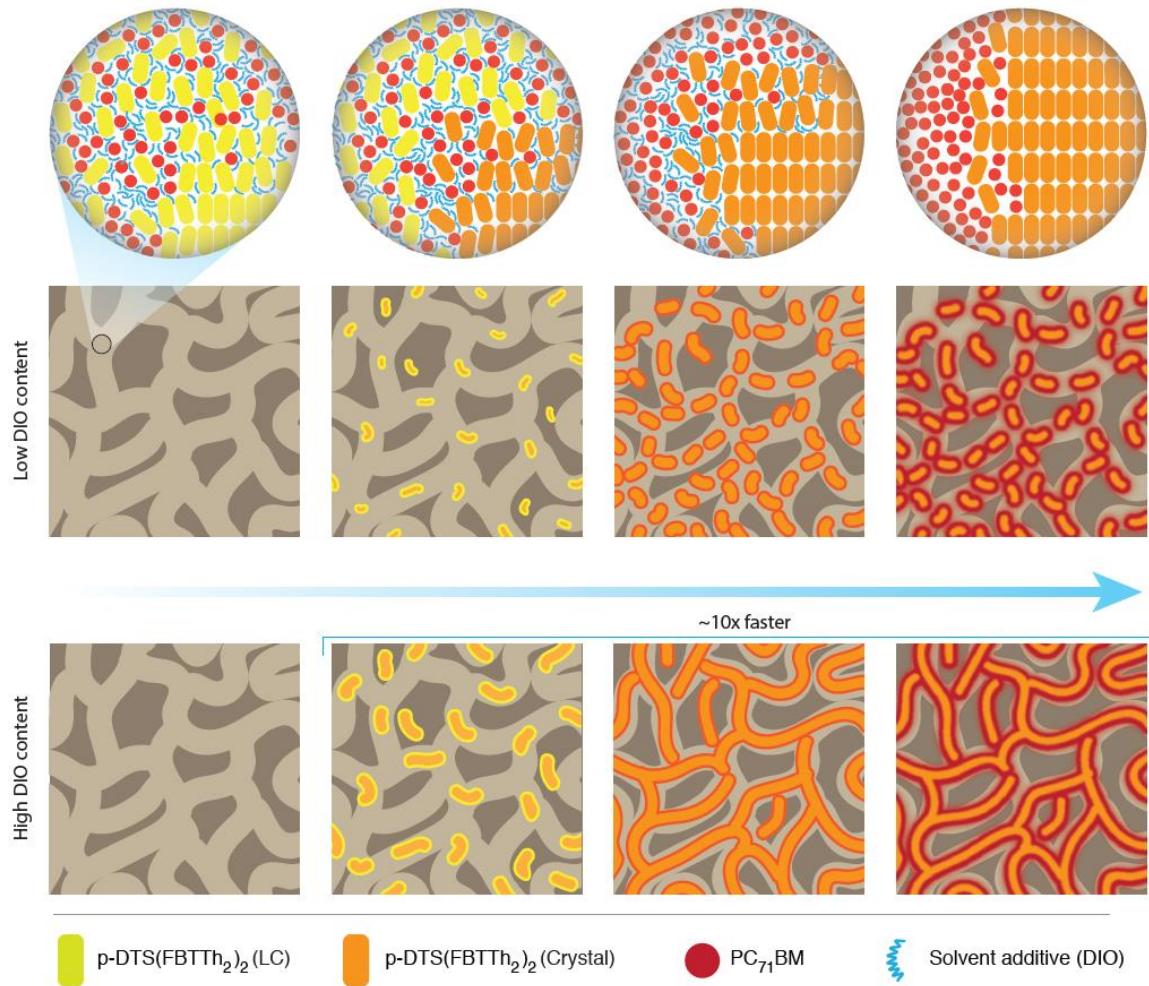 Low DIO content
~10x faster
High DIO content
p-DTS(FBTTh₂)₂ (LC)
p-DTS(FBTTh₂)₂ (Crystal)
PC₇₁BM
Solvent additive (DIO)